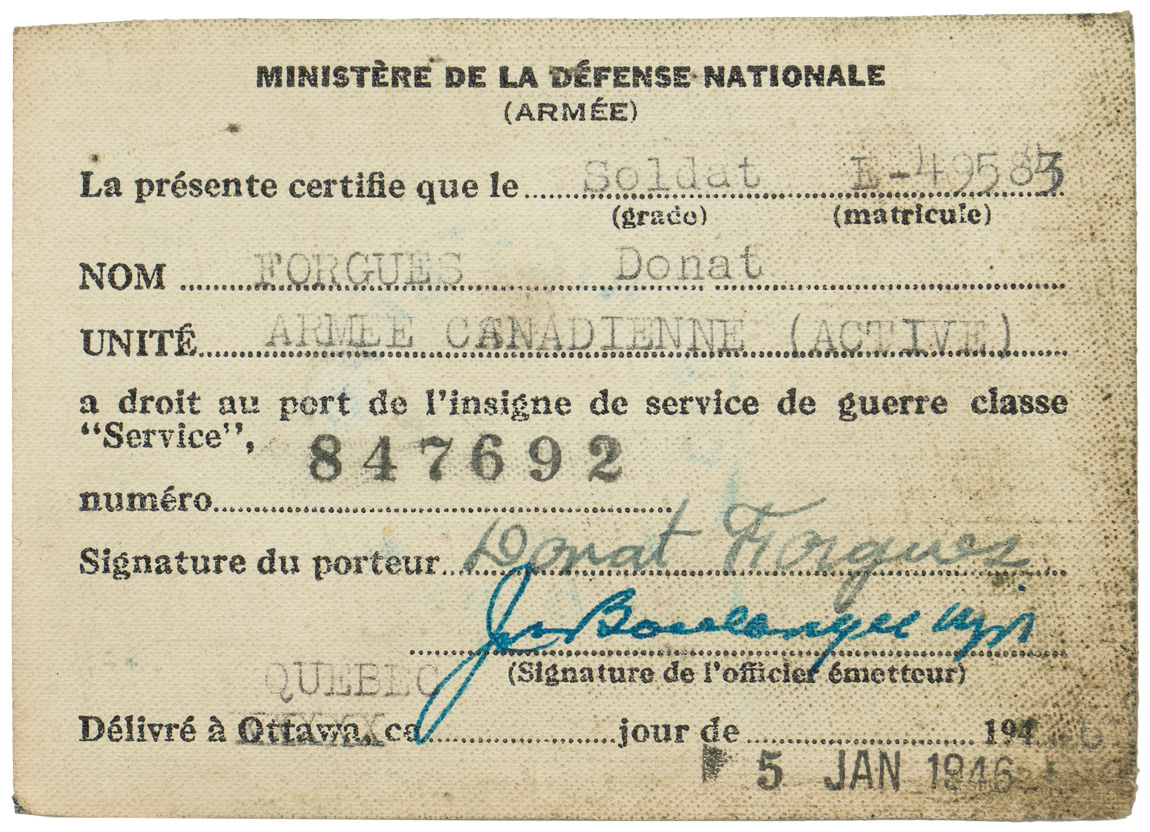 MINISTÈRE DE LA DÉFENSE NATIONALE
(ARMÉE)
La présente certifie que le Soldat E-49583
(grade) (matricule)
NOM FORGUES Donat
UNITÉ ARMEE CANADIENNE (ACTIVE)
a droit au port de l'insigne de service de guerre classe
"Service",
847692
numéro
Signature du porteur Donat Forgues
Boulanger
(Signature de l'officier émetteur)
QUEBEC
Délivré à Ottawa, ce jour de 194
5 JAN 1946